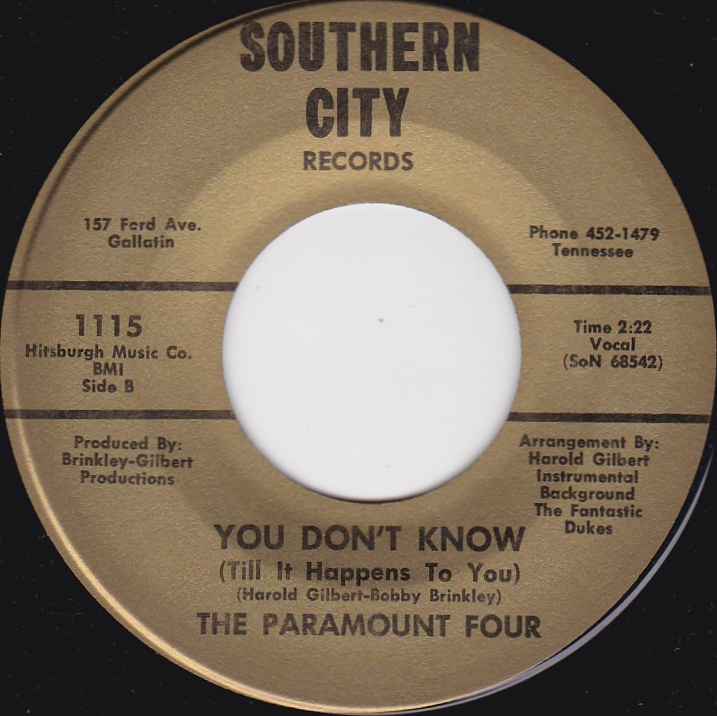 SOUTHERN
CITY
RECORDS
157 Ford Ave.
Gallatin
Phone 452-1479
Tennessee
1115
Hitsburgh Music Co.
BMI
Side B
Time 2:22
Vocal
(SoN 68542)
Produced By:
Brinkley-Gilbert
Productions
Arrangement By:
Harold Gilbert
Instrumental
Background
The Fantastic
Dukes
YOU DON'T KNOW
(Till It Happens To You)
(Harold Gilbert-Bobby Brinkley)
THE PARAMOUNT FOUR